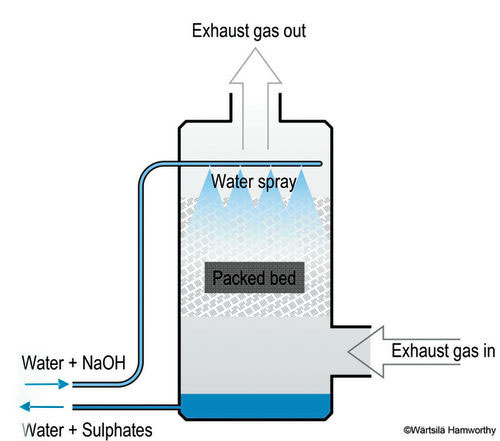 Exhaust gas out
Water spray
Packed bed
Exhaust gas in
Water + NaOH
Water + Sulphates
©Wärtsilä Hamworthy